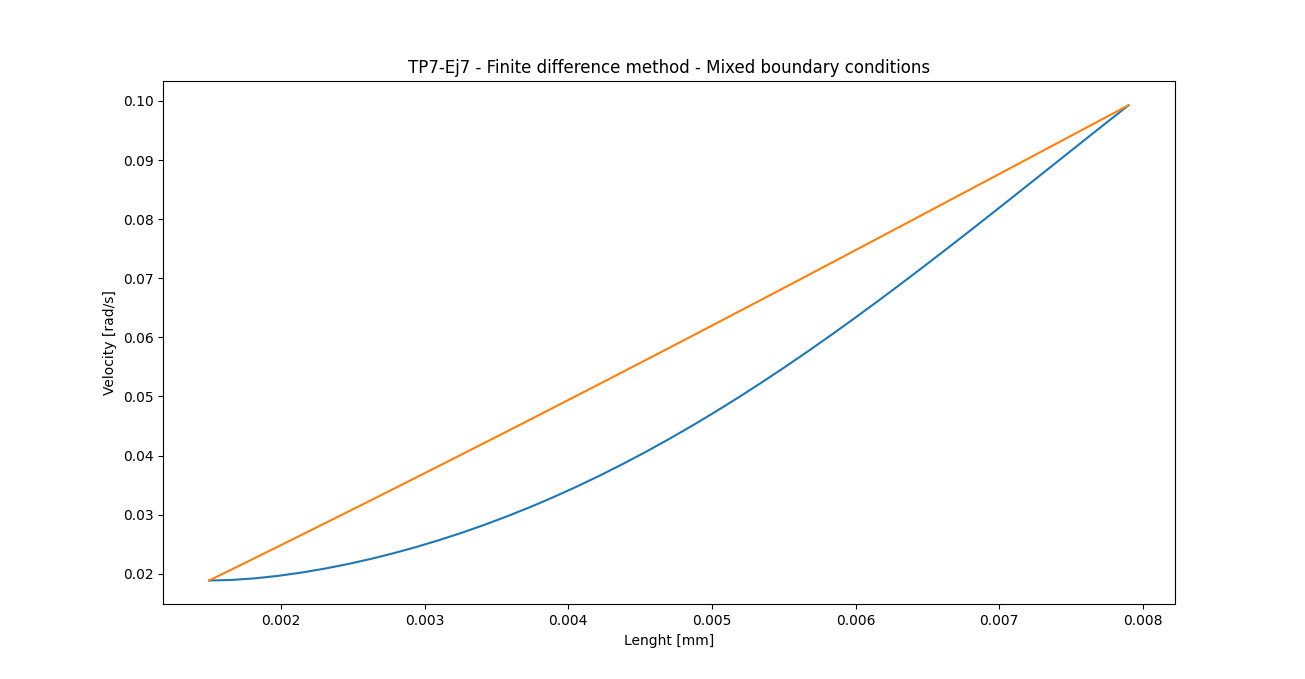 TP7-Ej7 - Finite difference method - Mixed boundary conditions
0.10
0.09
0.08
0.07
0.06
0.05
0.04
0.03
0.02
Velocity [rad/s]
0.002 0.003 0.004 0.005 0.006 0.007 0.008
Lenght [mm]